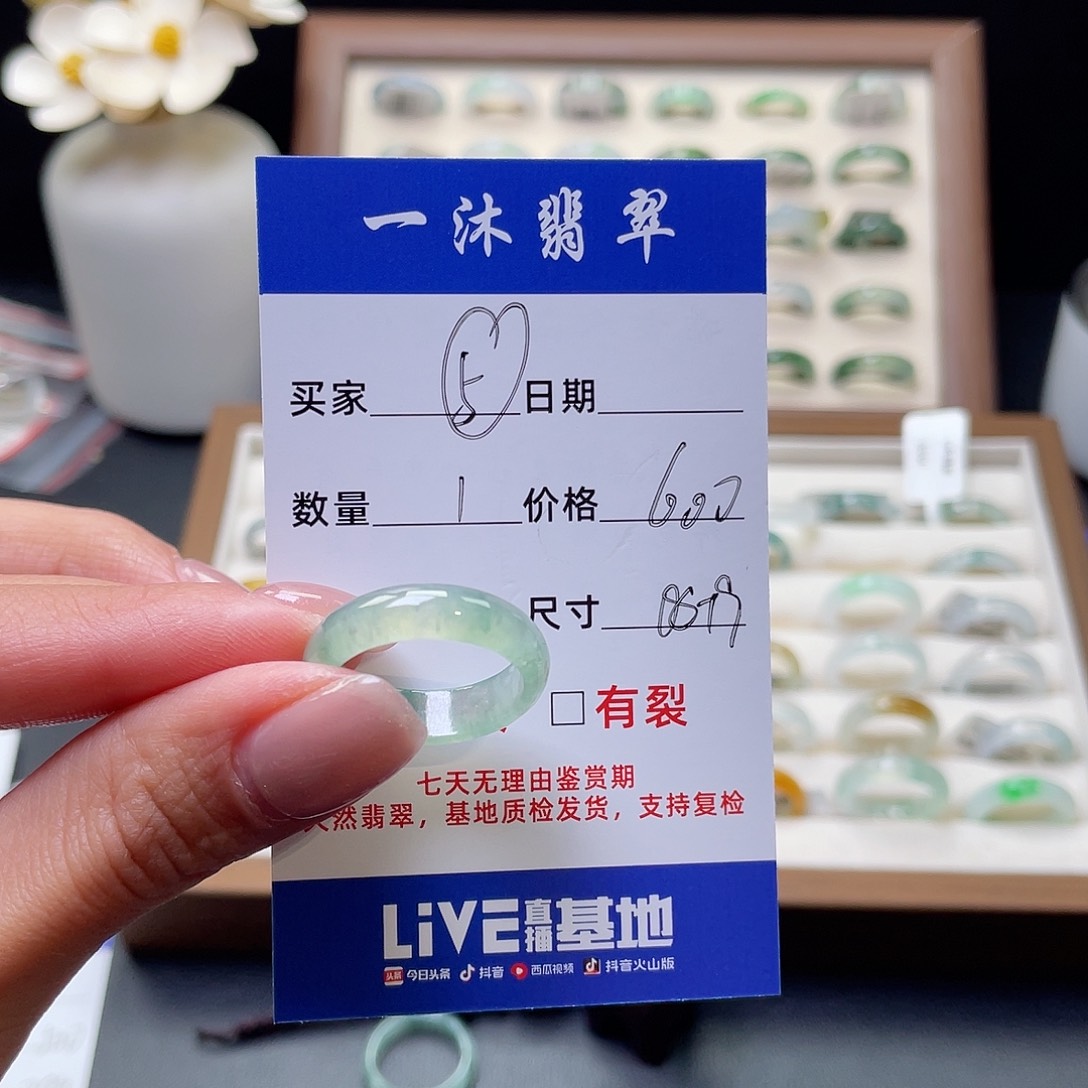 一沐翡翠
买家 日期
数量 1 价格 600
尺寸
□有裂
七天无理由鉴赏期
天然翡翠，基地质检发货，支持复检
LiVE直播基地
头条 今日头条 抖音 西瓜视频 抖音火山版